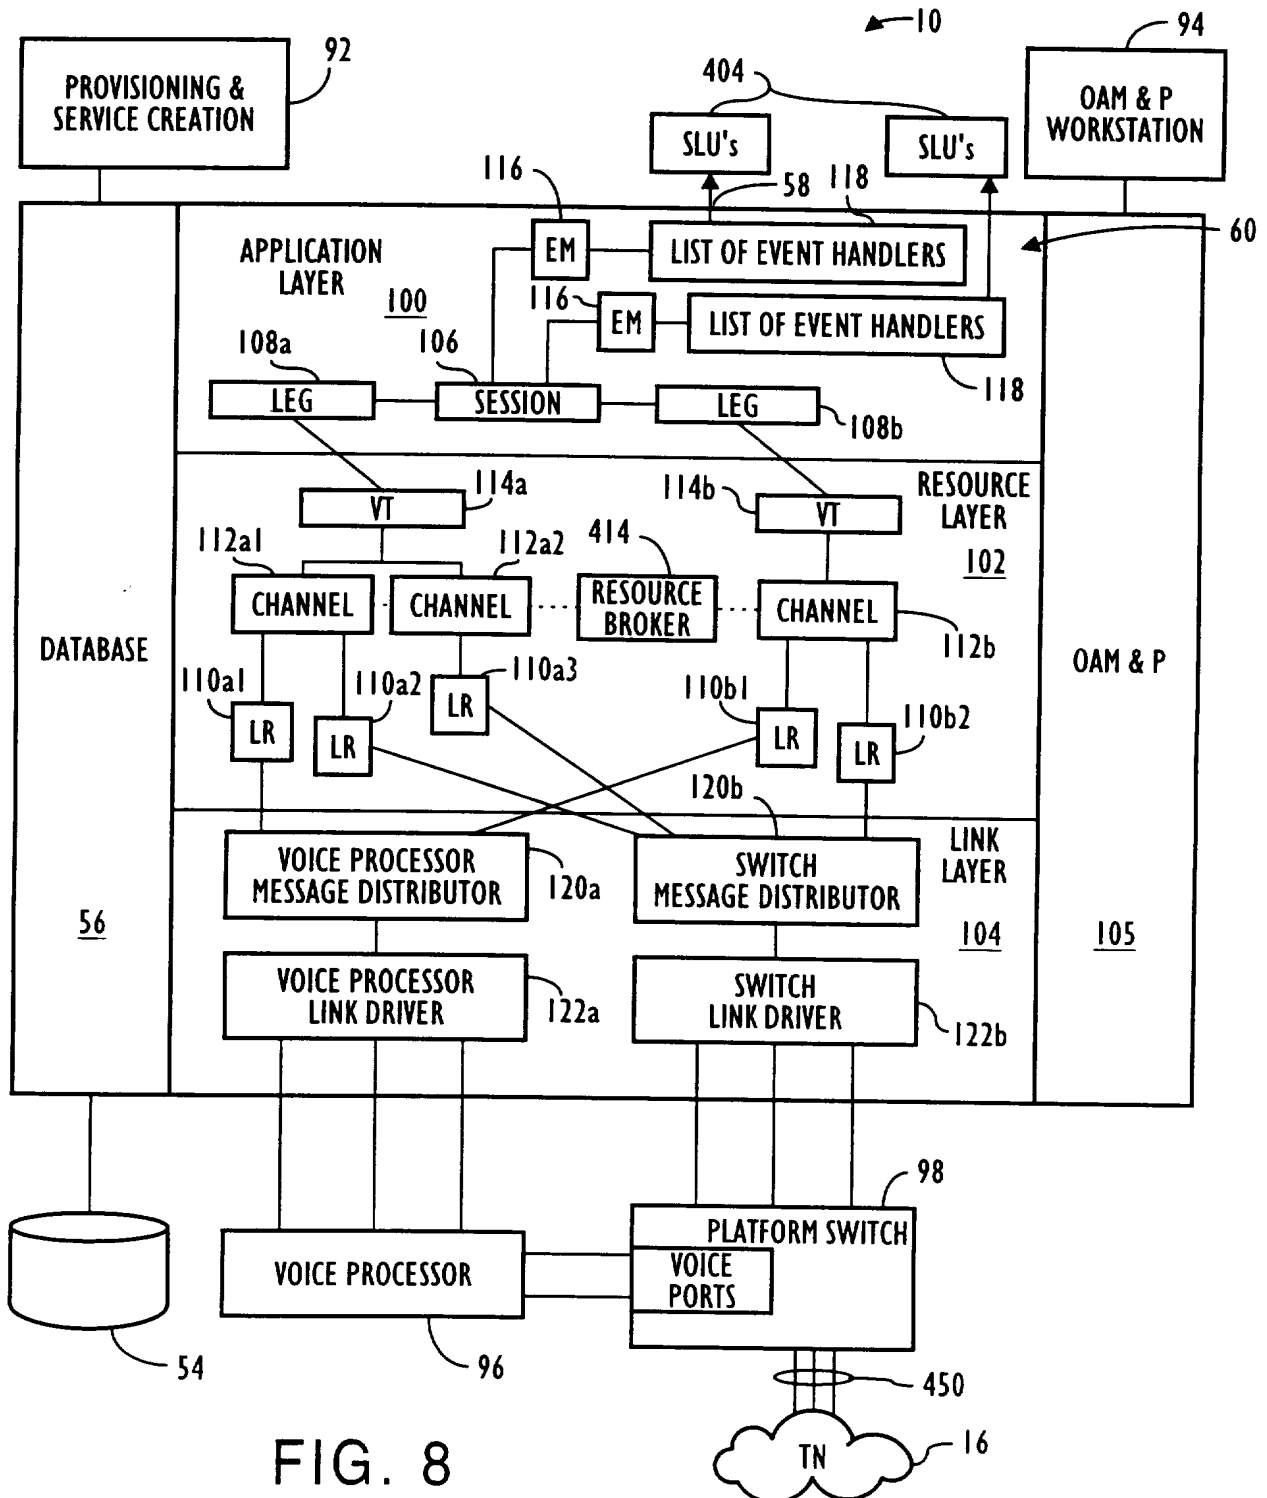 10
92
94
PROVISIONING &
SERVICE CREATION
404
OAM & P
WORKSTATION
SLU's
SLU's
116
58
118
60
APPLICATION
LAYER
100
EM
LIST OF EVENT HANDLERS
116
EM
LIST OF EVENT HANDLERS
118
108a
106
LEG
SESSION
LEG
108b
114a
114b
RESOURCE
LAYER
102
VT
VT
112a1
112a2
414
CHANNEL
CHANNEL
RESOURCE
BROKER
CHANNEL
112b
DATABASE
OAM & P
110a1
110a2
110a3
110b1
110b2
LR
LR
LR
LR
LR
120b
LINK
LAYER
VOICE PROCESSOR
MESSAGE DISTRIBUTOR
120a
SWITCH
MESSAGE DISTRIBUTOR
56
104
105
VOICE PROCESSOR
LINK DRIVER
122a
SWITCH
LINK DRIVER
122b
98
PLATFORM SWITCH
VOICE PROCESSOR
VOICE
PORTS
54
96
450
TN
16
FIG. 8